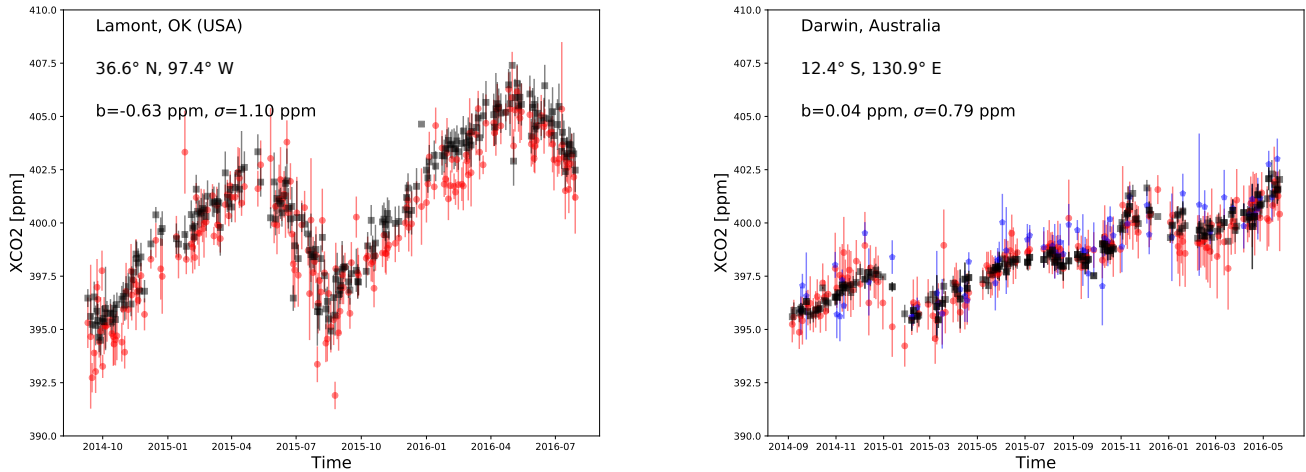 Lamont, OK (USA)
36.6° N, 97.4° W
b=-0.63 ppm, σ=1.10 ppm
XCO2 [ppm]
410.0
407.5
405.0
402.5
400.0
397.5
395.0
392.5
390.0
2014-10 2015-01 2015-04 2015-07 2015-10 2016-01 2016-04 2016-07
Time
Darwin, Australia
12.4° S, 130.9° E
b=0.04 ppm, σ=0.79 ppm
XCO2 [ppm]
410.0
407.5
405.0
402.5
400.0
397.5
395.0
392.5
390.0
2014-09 2014-11 2015-01 2015-03 2015-05 2015-07 2015-09 2015-11 2016-01 2016-03 2016-05
Time